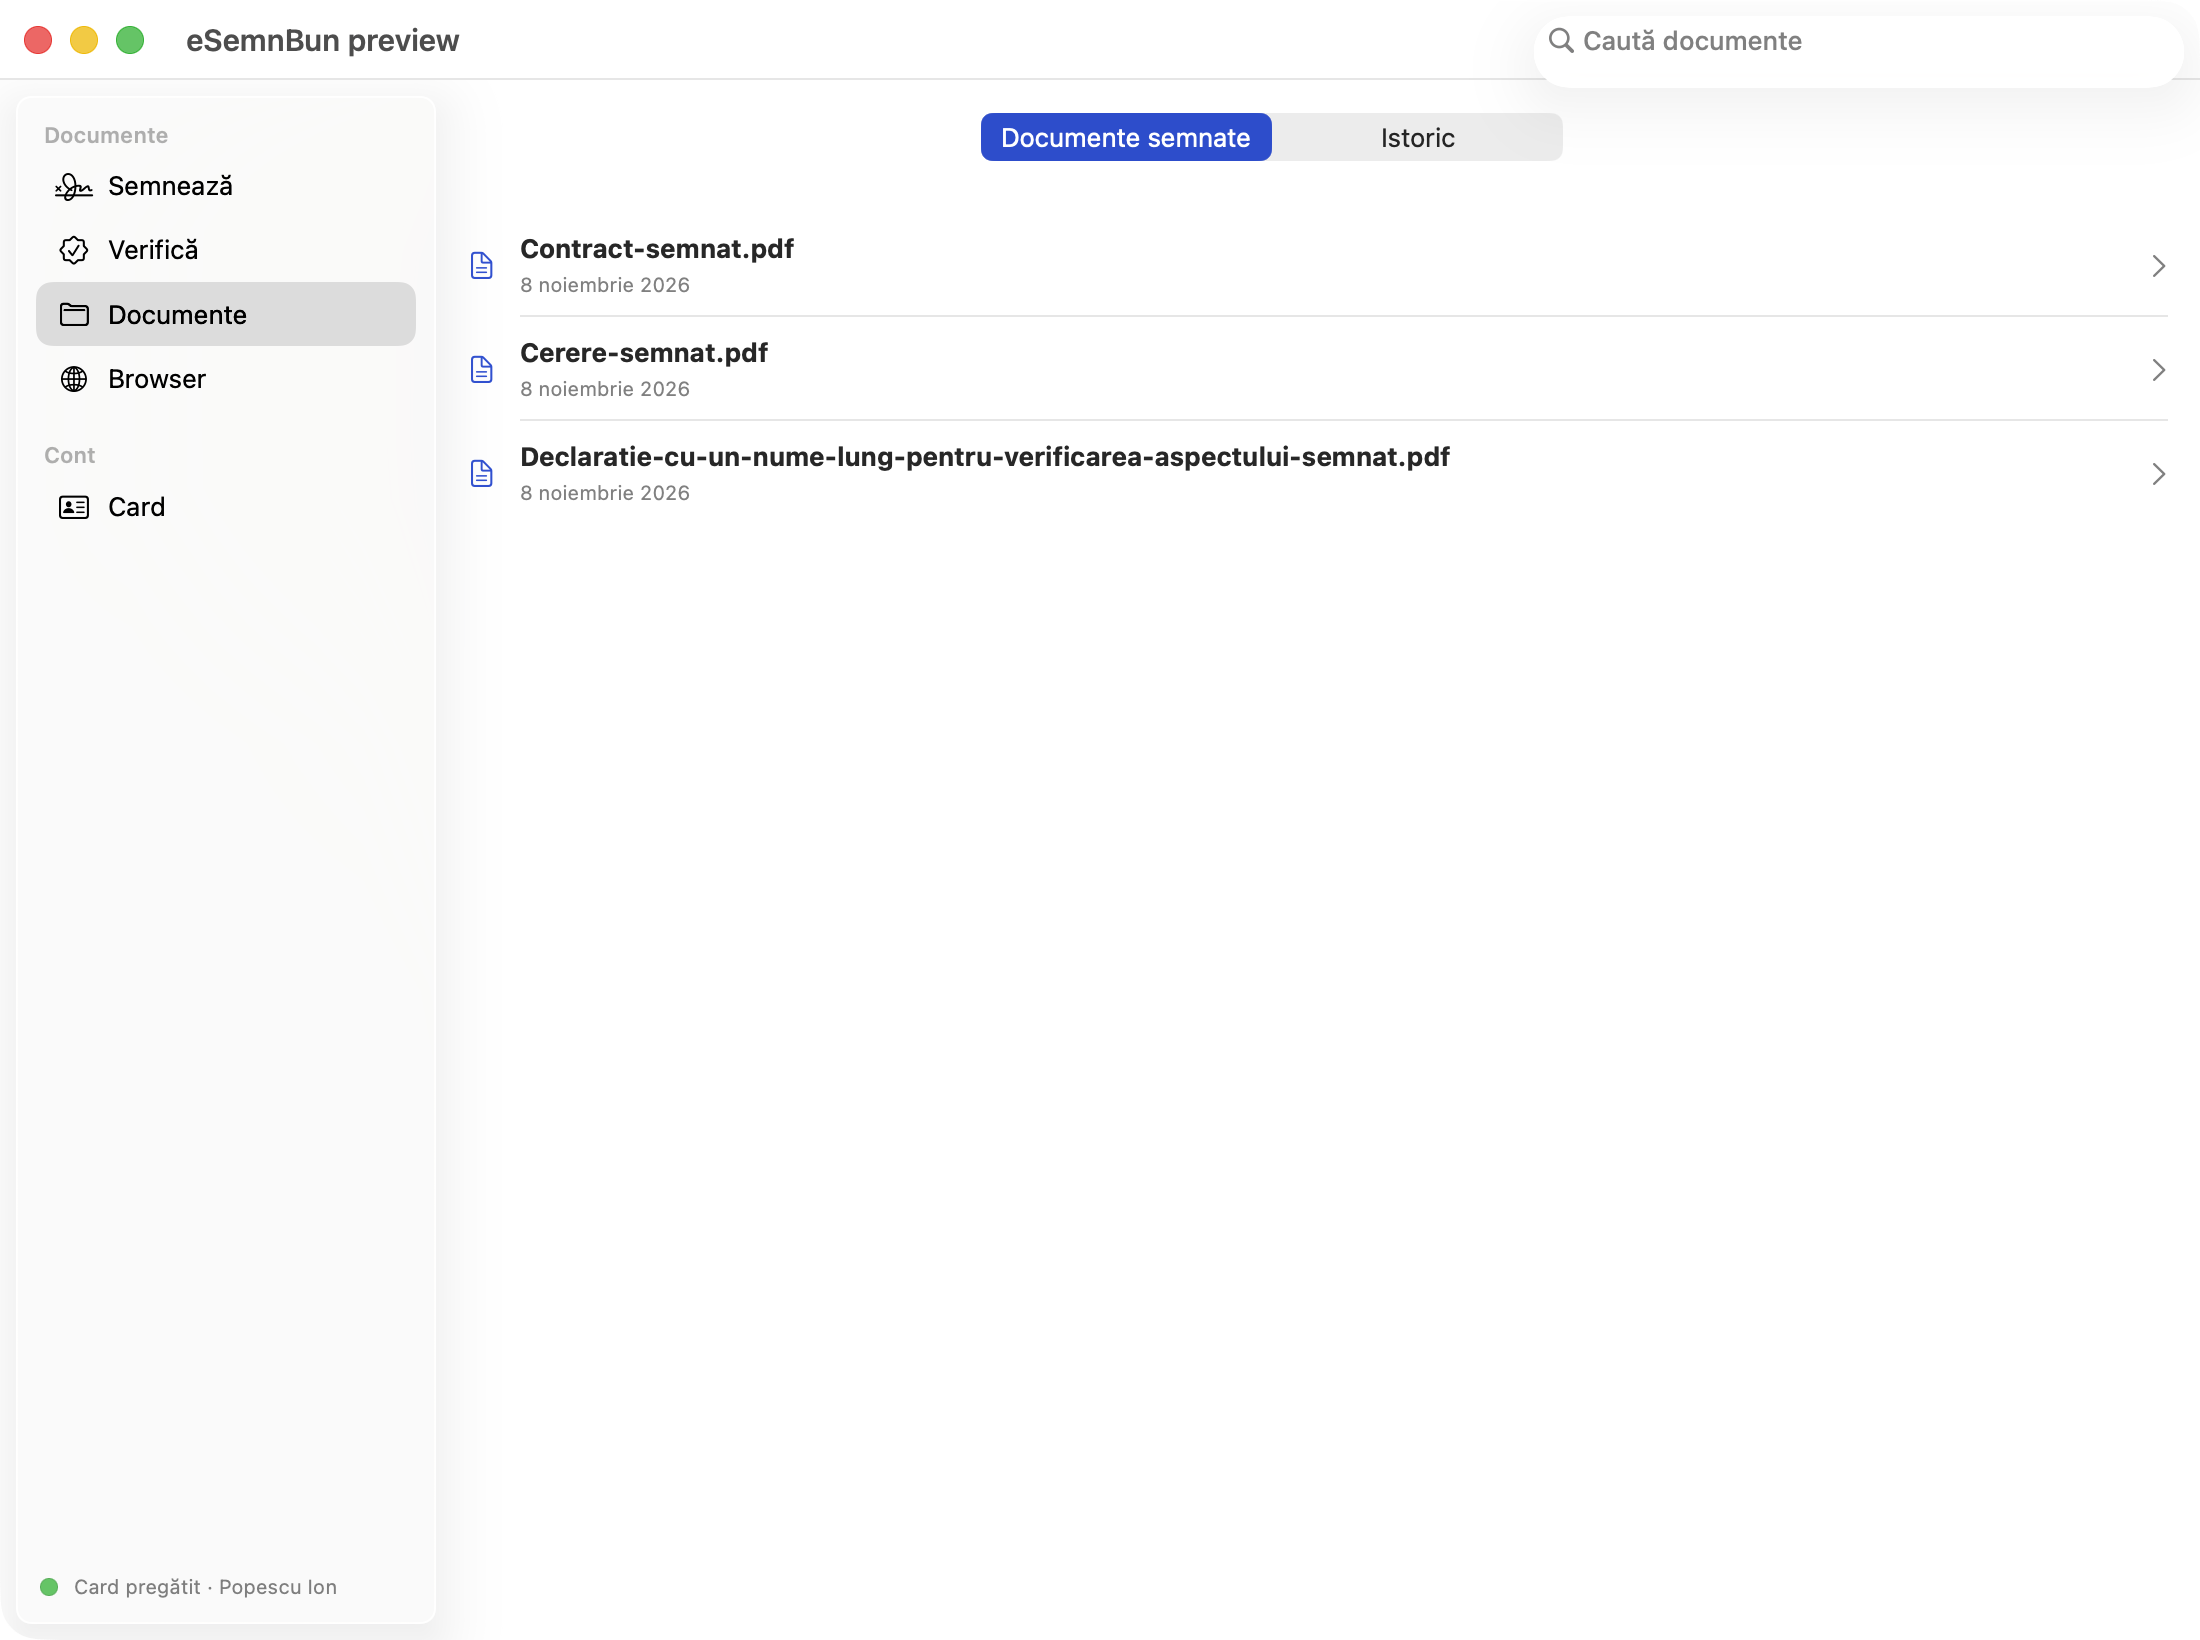 eSemnBun preview
Caută documente
Documente
Semnează
Verifică
Documente
Browser
Cont
Card
Card pregătit · Popescu Ion
Documente semnate
Istoric
Contract-semnat.pdf
8 noiembrie 2026
Cerere-semnat.pdf
8 noiembrie 2026
Declaratie-cu-un-nume-lung-pentru-verificarea-aspectului-semnat.pdf
8 noiembrie 2026